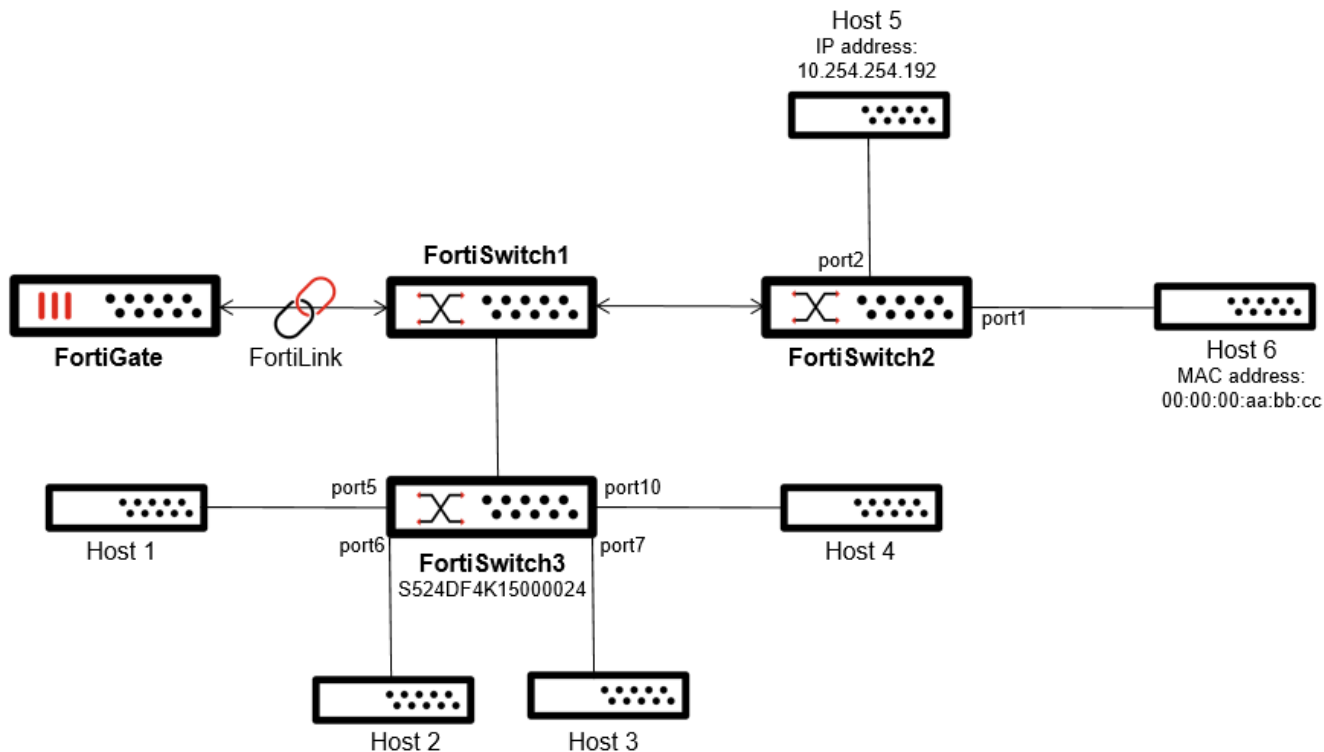 Host 5
IP address:
10.254.254.192
port2
FortiSwitch1
FortiGate
FortiLink
FortiSwitch2
port1
Host 6
MAC address:
00:00:00:aa:bb:cc
port5
port10
Host 1
port6
port7
Host 4
FortiSwitch3
S524DF4K15000024
Host 2
Host 3